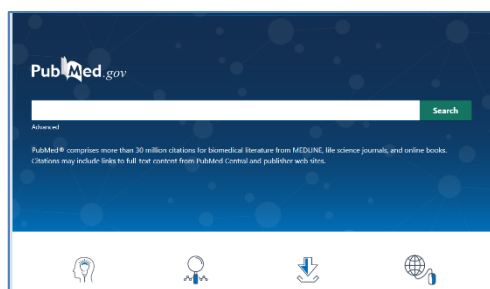 PubMed.gov
Search
Advanced
PubMed® comprises more than 30 million citations for biomedical literature from MEDLINE, life science journals, and online books.
Citations may include links to full text content from PubMed Central and publisher web sites.